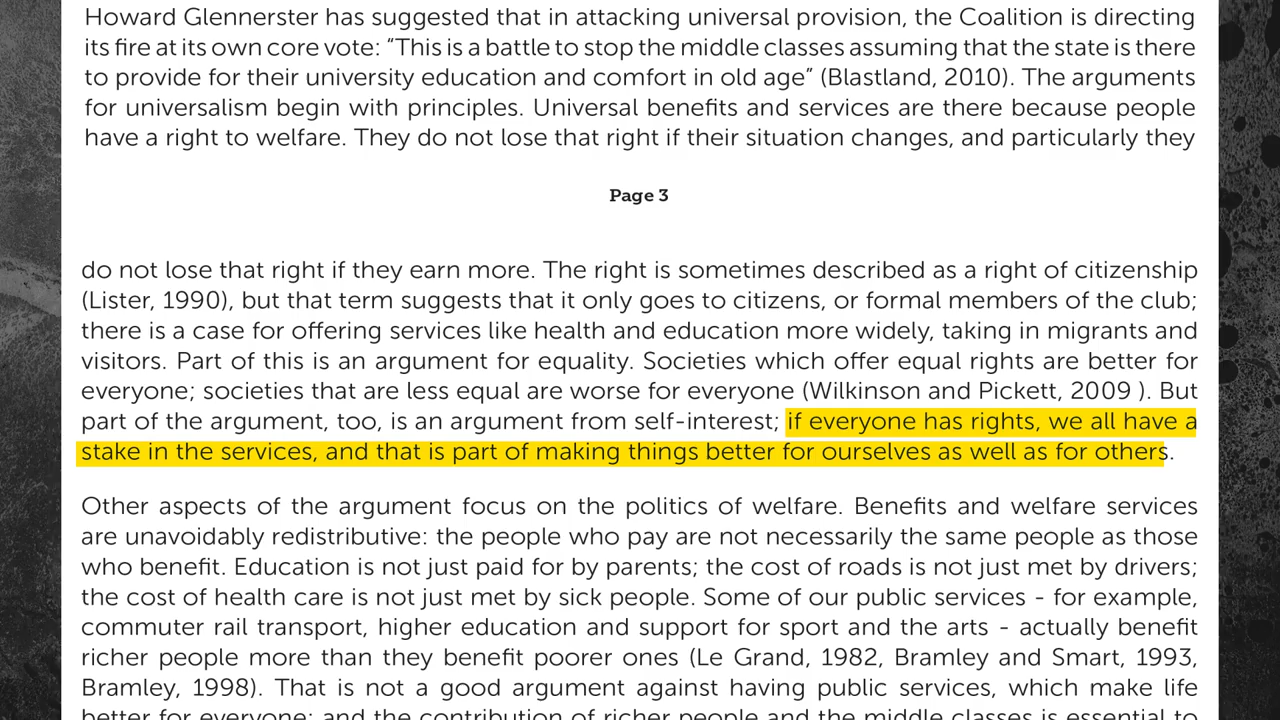 Howard Glennerster has suggested that in attacking universal provision, the Coalition is directing
its fire at its own core vote: “This is a battle to stop the middle classes assuming that the state is there
to provide for their university education and comfort in old age” (Blastland, 2010). The arguments
for universalism begin with principles. Universal benefits and services are there because people
have a right to welfare. They do not lose that right if their situation changes, and particularly they
Page 3
do not lose that right if they earn more. The right is sometimes described as a right of citizenship
(Lister, 1990), but that term suggests that it only goes to citizens, or formal members of the club;
there is a case for offering services like health and education more widely, taking in migrants and
visitors. Part of this is an argument for equality. Societies which offer equal rights are better for
everyone; societies that are less equal are worse for everyone (Wilkinson and Pickett, 2009 ). But
part of the argument, too, is an argument from self-interest; if everyone has rights, we all have a
stake in the services, and that is part of making things better for ourselves as well as for others.
Other aspects of the argument focus on the politics of welfare. Benefits and welfare services
are unavoidably redistributive: the people who pay are not necessarily the same people as those
who benefit. Education is not just paid for by parents; the cost of roads is not just met by drivers;
the cost of health care is not just met by sick people. Some of our public services - for example,
commuter rail transport, higher education and support for sport and the arts - actually benefit
richer people more than they benefit poorer ones (Le Grand, 1982, Bramley and Smart, 1993,
Bramley, 1998). That is not a good argument against having public services, which make life
better for everyone; and the contribution of richer people and the middle classes is essential to